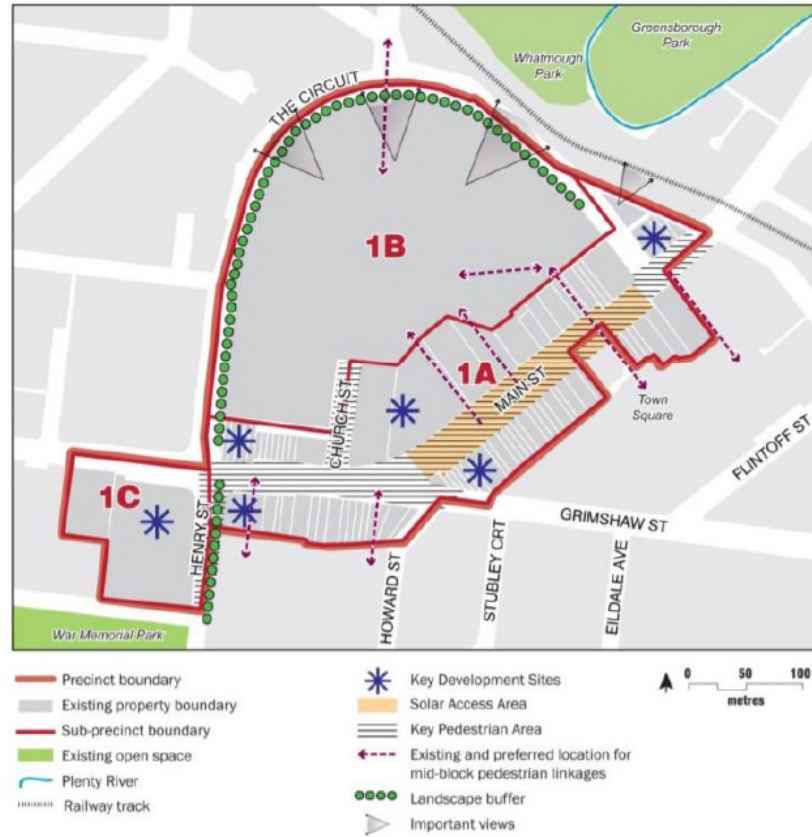 Greensborough
Park
Whatmough
Park
THE CIRCUIT
1B
1A
MAIN ST
CHURCH ST
Town
Square
FLINTOFF ST
1C
HENRY ST
GRIMSHAW ST
HOWARD ST
STUBLEY CRT
EILDALE AVE
War Memorial Park
Precinct boundary
Existing property boundary
Sub-precinct boundary
Existing open space
Plenty River
Railway track
Key Development Sites
Solar Access Area
Key Pedestrian Area
Existing and preferred location for
mid-block pedestrian linkages
Landscape buffer
Important views
0 50 100
metres